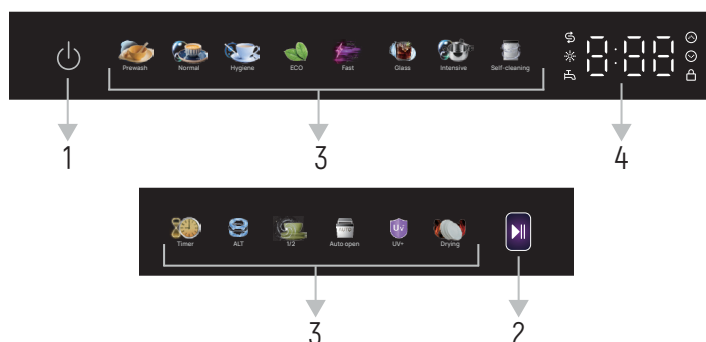 Prewash Normal Hygiene ECO Fast Glass Intensive Self-cleaning 8:88
1 3 4
Timer ALT 1/2 AUTO Auto open UV UV+ Drying
3 2